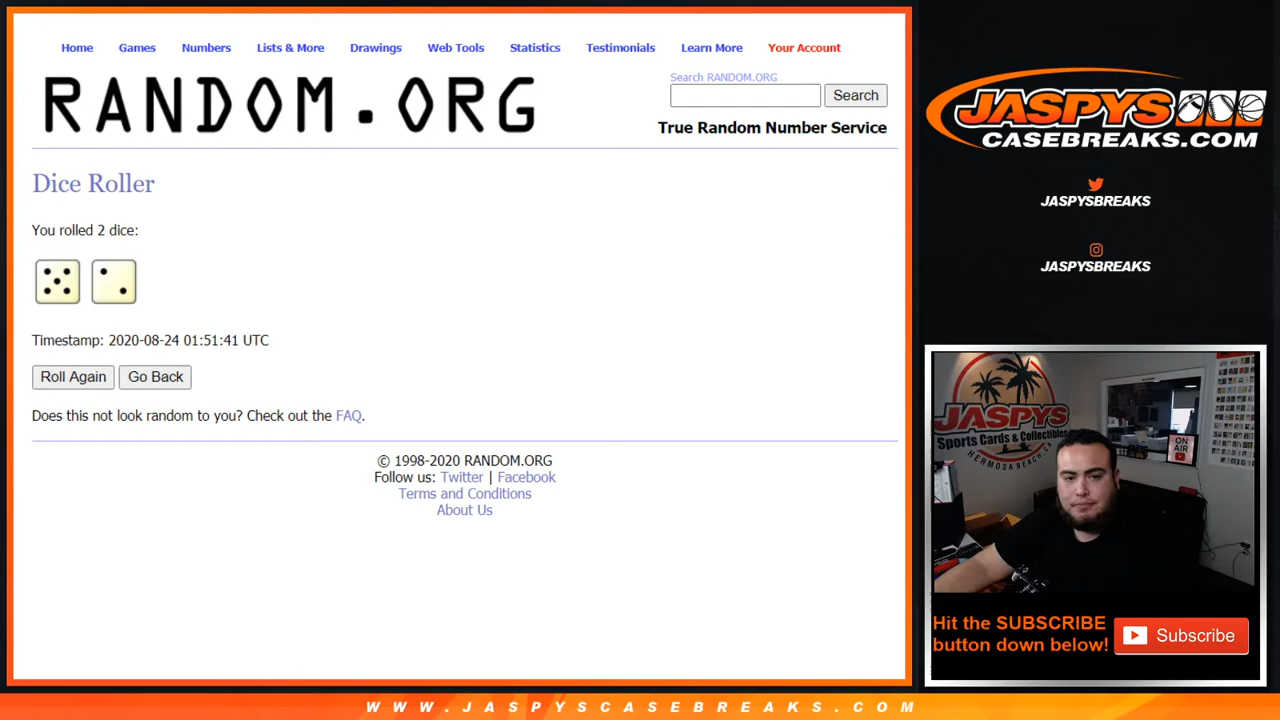 Home Games Numbers Lists & More Drawings Web Tools Statistics Testimonials Learn More Your Account
RANDOM.ORG
Search RANDOM.ORG
Search
True Random Number Service
Dice Roller
You rolled 2 dice:
Timestamp: 2020-08-24 01:51:41 UTC
Roll Again Go Back
Does this not look random to you? Check out the FAQ.
© 1998-2020 RANDOM.ORG
Follow us: Twitter | Facebook
Terms and Conditions
About Us
JASPYS
CASEBREAKS.COM
JASPYSBREAKS
JASPYSBREAKS
JASPYS
Sports Cards & Collectibles
HERMOSA BEACH, CA
ON
AIR
Hit the SUBSCRIBE
button down below!
Subscribe
WWW.JASPYSCASEBREAKS.COM